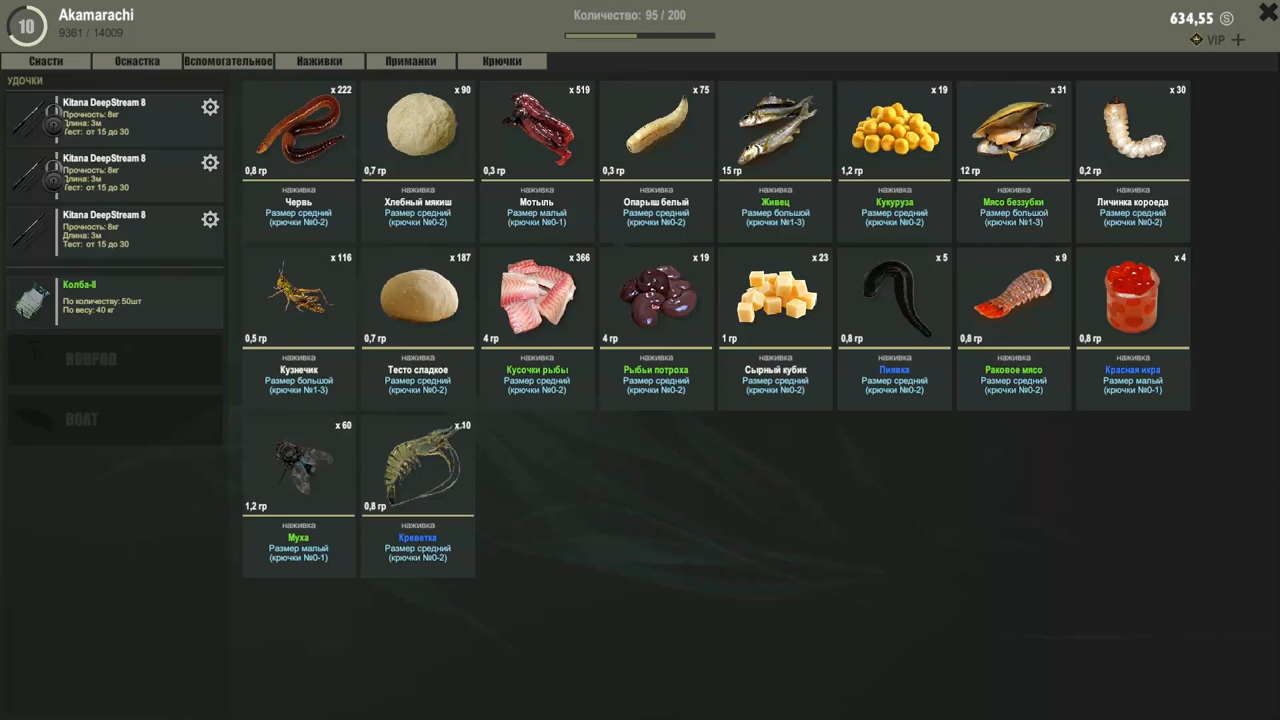 10
Akamarachi
9361 / 14009
Количество: 95 / 200
634,55
VIP
Снасти
Оснастка
Вспомогательное
Наживки
Приманки
Крючки
УДОЧКИ
Kitana DeepStream 8
Прочность: 8кг
Длина: 3м
Тест: от 15 до 30
Kitana DeepStream 8
Прочность: 8кг
Длина: 3м
Тест: от 15 до 30
Kitana DeepStream 8
Прочность: 8кг
Длина: 3м
Тест: от 15 до 30
Колба-II
По количеству: 50шт
По весу: 40 кг
RODPOD
BOAT
x 222
0,8 гр
наживка
Червь
Размер средний
(крючки №0-2)
x 90
0,7 гр
наживка
Хлебный мякиш
Размер средний
(крючки №0-2)
x 519
0,3 гр
наживка
Мотыль
Размер малый
(крючки №0-1)
x 75
0,3 гр
наживка
Опарыш белый
Размер средний
(крючки №0-2)
x 35
15 гр
наживка
Живец
Размер большой
(крючки №1-3)
x 19
1,2 гр
наживка
Кукуруза
Размер средний
(крючки №0-2)
x 31
12 гр
наживка
Мясо беззубки
Размер большой
(крючки №1-3)
x 30
0,2 гр
наживка
Личинка короеда
Размер средний
(крючки №0-2)
x 116
0,5 гр
наживка
Кузнечик
Размер большой
(крючки №1-3)
x 187
0,7 гр
наживка
Тесто сладкое
Размер средний
(крючки №0-2)
x 366
4 гр
наживка
Кусочки рыбы
Размер средний
(крючки №0-2)
x 19
4 гр
наживка
Рыбьи потроха
Размер средний
(крючки №0-2)
x 23
1 гр
наживка
Сырный кубик
Размер средний
(крючки №0-2)
x 5
0,8 гр
наживка
Пиявка
Размер средний
(крючки №0-2)
x 9
0,8 гр
наживка
Раковое мясо
Размер средний
(крючки №0-2)
x 4
0,8 гр
наживка
Красная икра
Размер малый
(крючки №0-1)
x 60
1,2 гр
наживка
Муха
Размер малый
(крючки №0-1)
x 10
0,8 гр
наживка
Креветка
Размер средний
(крючки №0-2)